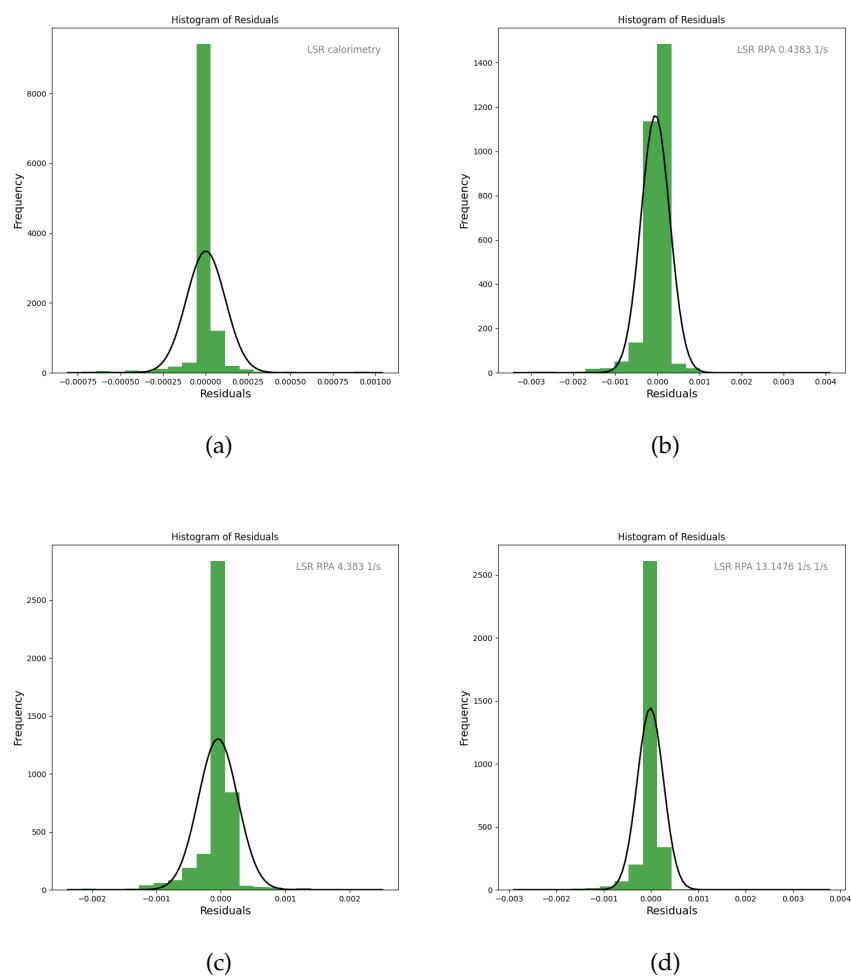 Histogram of Residuals
LSR calorimetry
Frequency
8000
6000
4000
2000
0
−0.00075 −0.00050 −0.00025 0.00000 0.00025 0.00050 0.00075 0.00100
Residuals
(a)
Histogram of Residuals
LSR RPA 0.4383 1/s
Frequency
1400
1200
1000
800
600
400
200
0
−0.003 −0.002 −0.001 0.000 0.001 0.002 0.003 0.004
Residuals
(b)
Histogram of Residuals
LSR RPA 4.383 1/s
Frequency
2500
2000
1500
1000
500
0
−0.002 −0.001 0.000 0.001 0.002
Residuals
(c)
Histogram of Residuals
LSR RPA 13.1476 1/s 1/s
Frequency
2500
2000
1500
1000
500
0
−0.003 −0.002 −0.001 0.000 0.001 0.002 0.003 0.004
Residuals
(d)